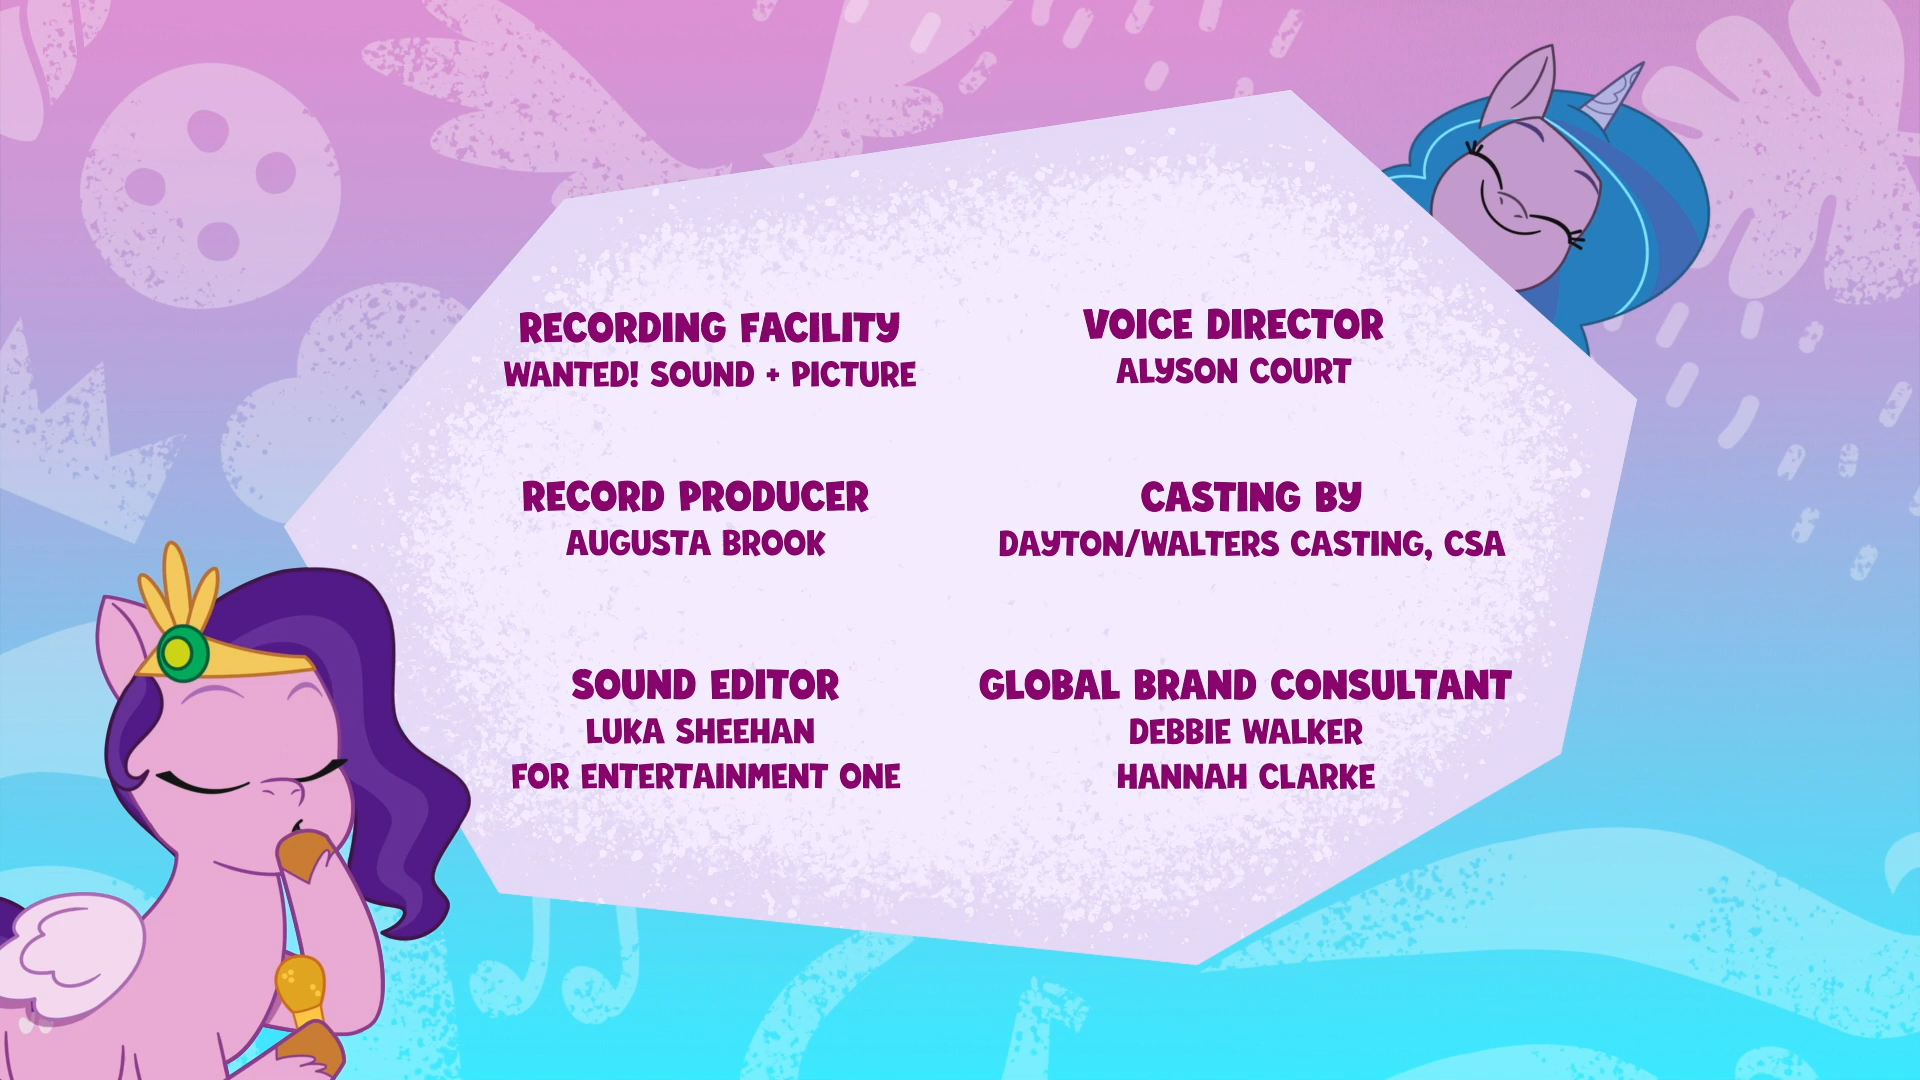 RECORDING FACILITY
WANTED! SOUND + PICTURE
VOICE DIRECTOR
ALYSON COURT
RECORD PRODUCER
AUGUSTA BROOK
CASTING BY
DAYTON/WALTERS CASTING, CSA
SOUND EDITOR
LUKA SHEEHAN
FOR ENTERTAINMENT ONE
GLOBAL BRAND CONSULTANT
DEBBIE WALKER
HANNAH CLARKE